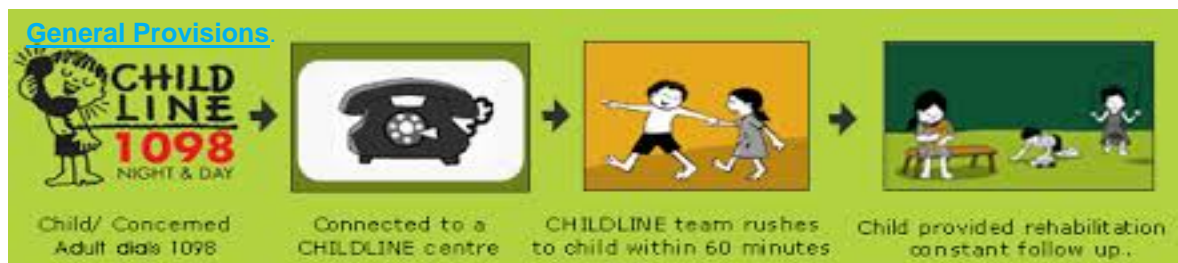 General Provisions.
CHILD
LINE
1098
NIGHT & DAY
Child/ Concerned
Adult dials 1098
Connected to a
CHILDLINE centre
CHILDLINE team rushes
to child within 60 minutes
Child provided rehabilitation
constant follow up.